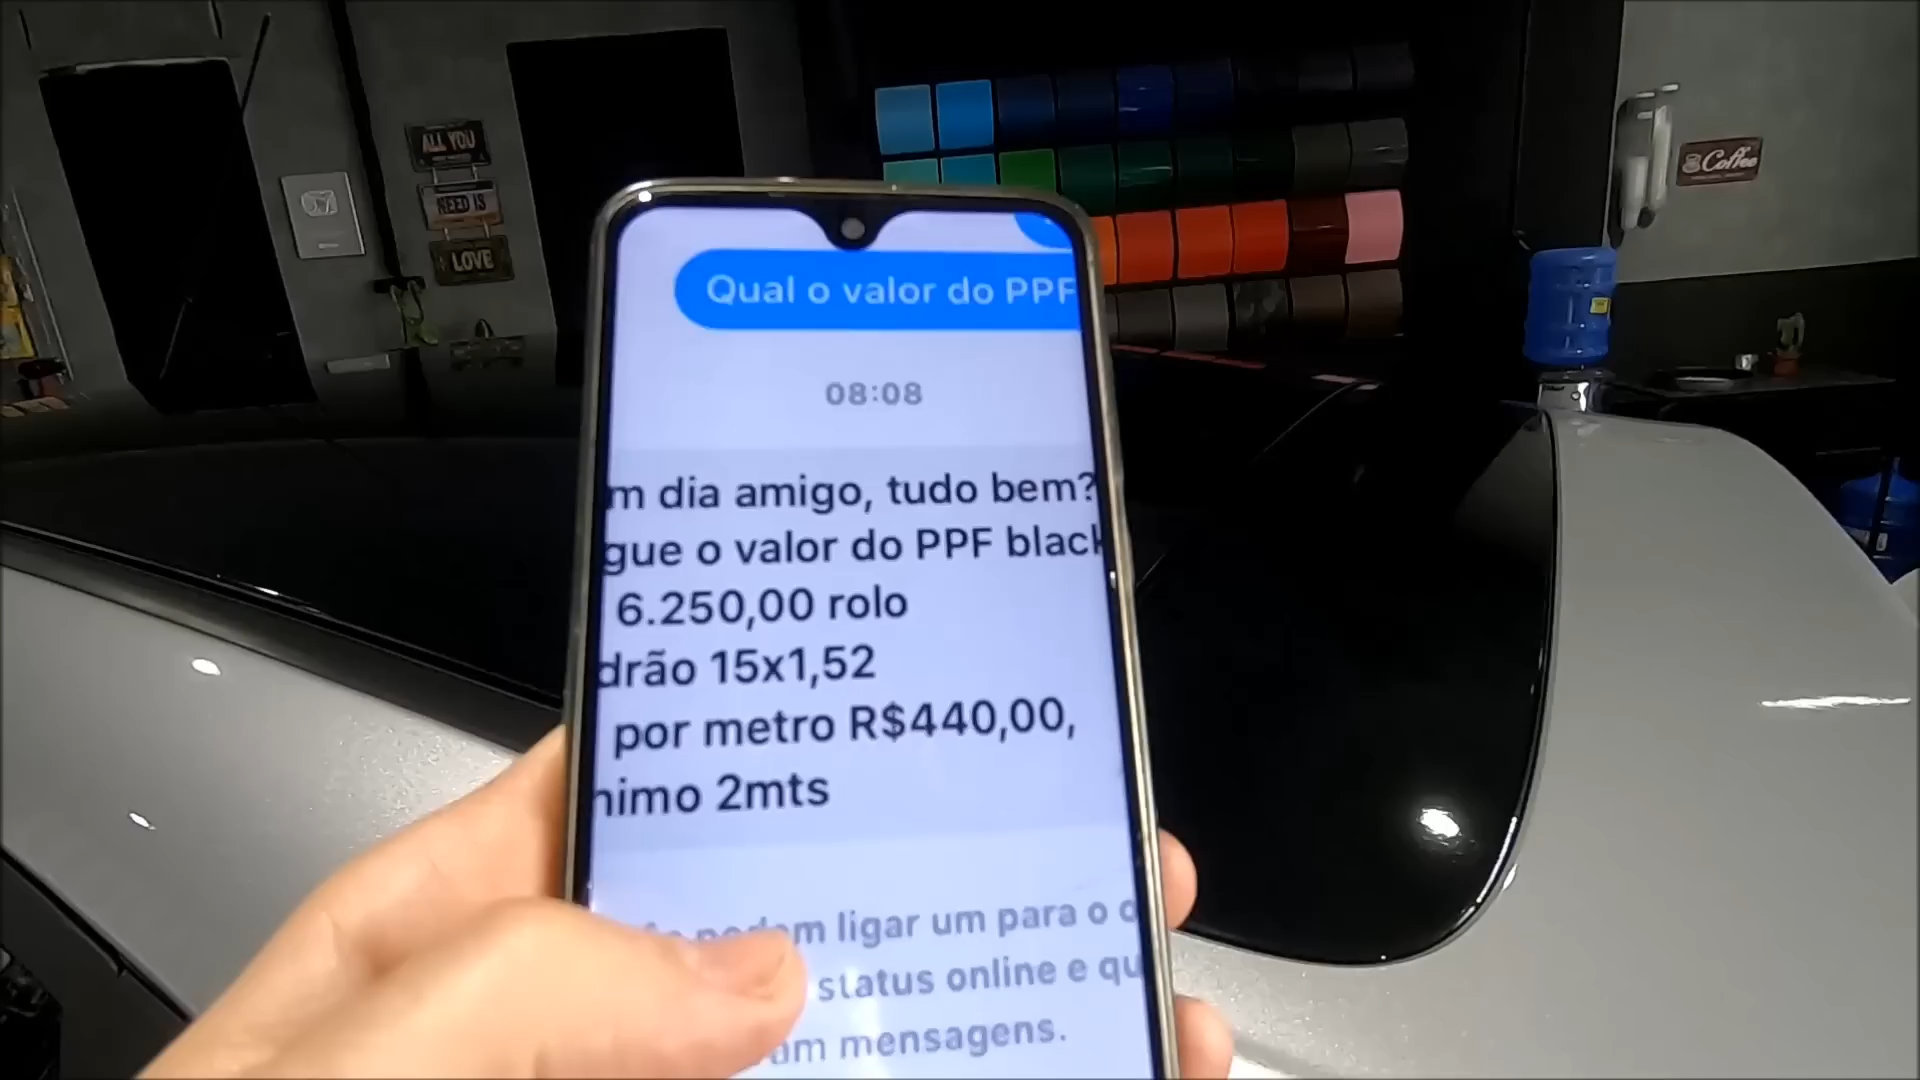 ALL YOU
NEED IS
LOVE
Coffee
Qual o valor do PPF
08:08
m dia amigo, tudo bem?
gue o valor do PPF black
6.250,00 rolo
drão 15x1,52
por metro R$440,00,
nimo 2mts
podem ligar um para o d
status online e qu
am mensagens.